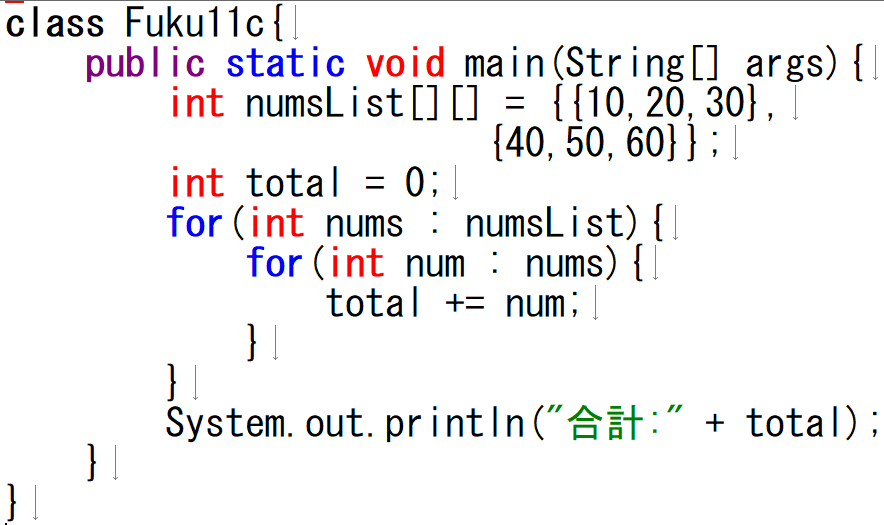 class Fuku11c{↓
    public static void main(String[] args){↓
        int numsList[][] = {{10,20,30},↓
                        {40,50,60}};↓
        int total = 0;↓
        for(int nums : numsList){↓
            for(int num : nums){↓
                total += num;↓
            }↓
        }↓
        System.out.println("合計:" + total);
    }↓
}↓